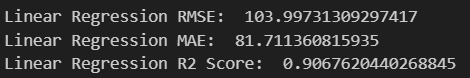 Linear Regression RMSE:  103.99731309297417
Linear Regression MAE:  81.711360815935
Linear Regression R2 Score:  0.9067620440268845